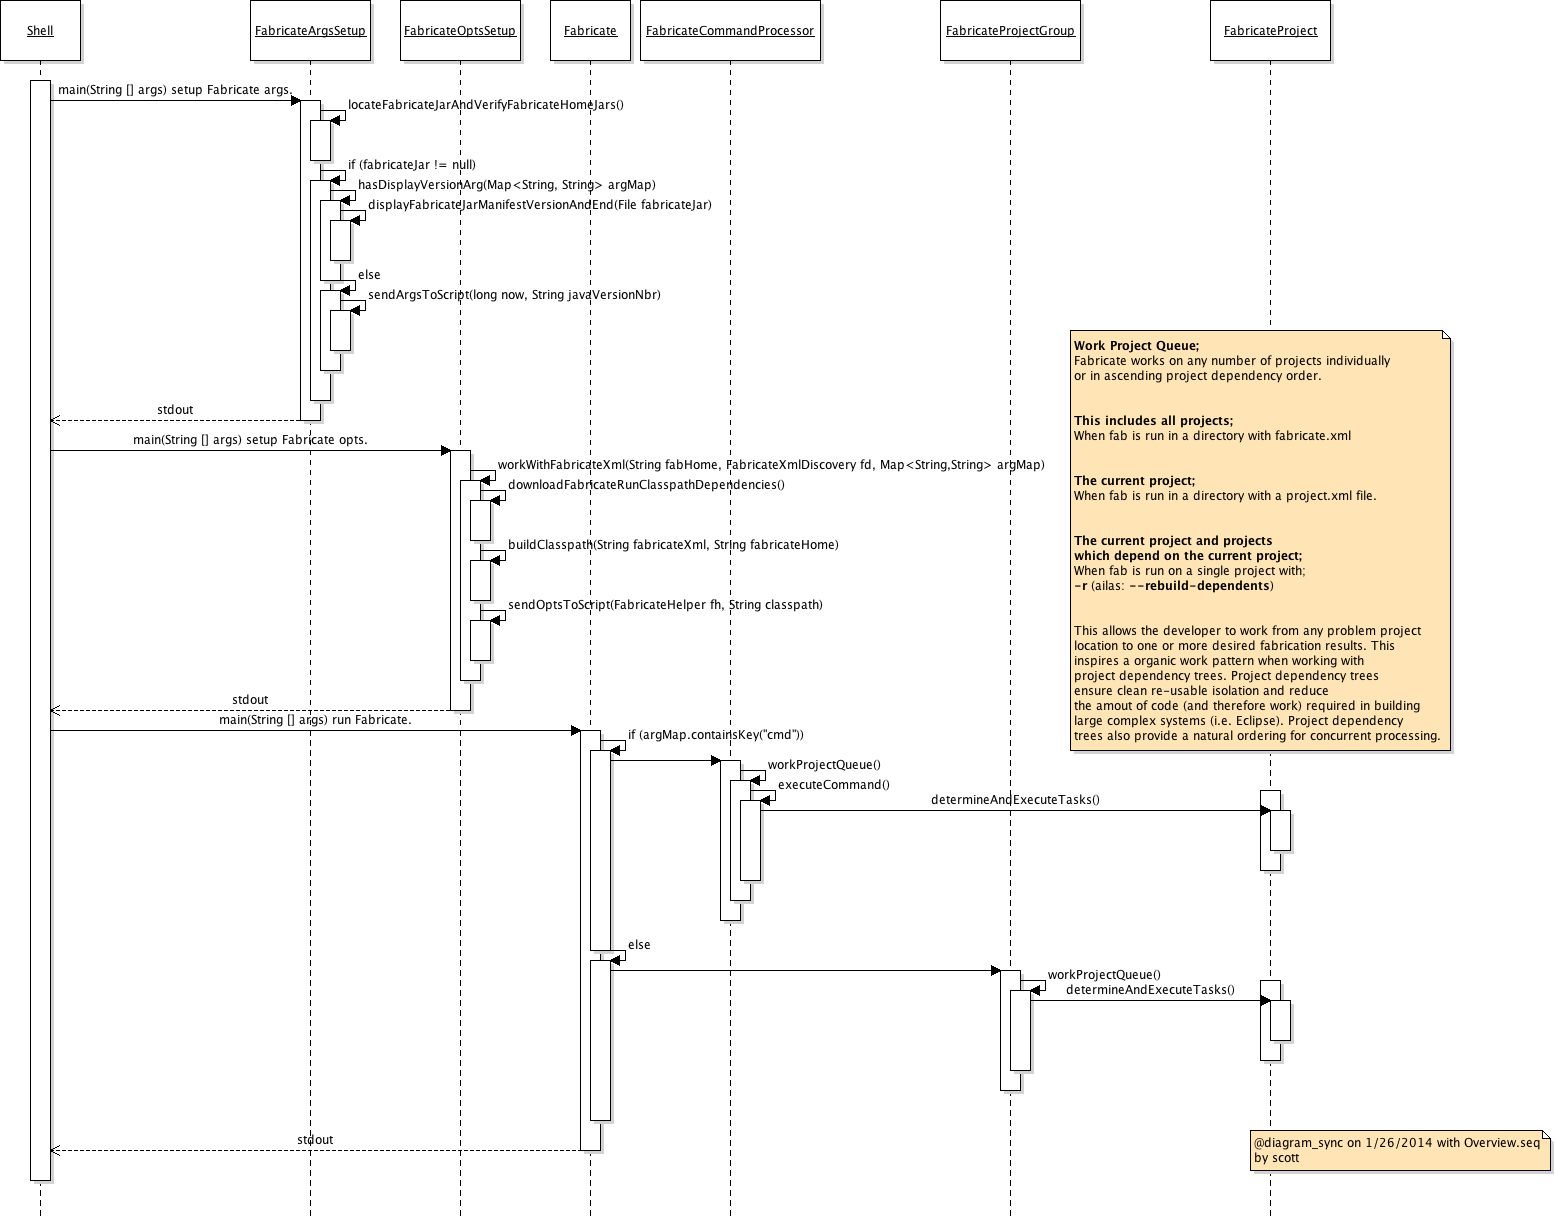 Shell
FabricateArgsSetup
FabricateOptsSetup
Fabricate
FabricateCommandProcessor
FabricateProjectGroup
FabricateProject
main(String [] args) setup Fabricate args.
locateFabricateJarAndVerifyFabricateHomeJars()
if (fabricateJar != null)
hasDisplayVersionArg(Map<String, String> argMap)
displayFabricateJarManifestVersionAndEnd(File fabricateJar)
else
sendArgsToScript(long now, String javaVersionNbr)
stdout
main(String [] args) setup Fabricate opts.
workWithFabricateXml(String fabHome, FabricateXmlDiscovery fd, Map<String,String> argMap)
downloadFabricateRunClasspathDependencies()
buildClasspath(String fabricateXml, String fabricateHome)
sendOptsToScript(FabricateHelper fh, String classpath)
stdout
main(String [] args) run Fabricate.
if (argMap.containsKey("cmd"))
workProjectQueue()
executeCommand()
determineAndExecuteTasks()
else
workProjectQueue()
determineAndExecuteTasks()
stdout
Work Project Queue;
Fabricate works on any number of projects individually
or in ascending project dependency order.
This includes all projects;
When fab is run in a directory with fabricate.xml
The current project;
When fab is run in a directory with a project.xml file.
The current project and projects
which depend on the current project;
When fab is run on a single project with;
-r (ailas: --rebuild-dependents)
This allows the developer to work from any problem project
location to one or more desired fabrication results. This
inspires a organic work pattern when working with
project dependency trees. Project dependency trees
ensure clean re-usable isolation and reduce
the amout of code (and therefore work) required in building
large complex systems (i.e. Eclipse). Project dependency
trees also provide a natural ordering for concurrent processing.
@diagram_sync on 1/26/2014 with Overview.seq
by scott